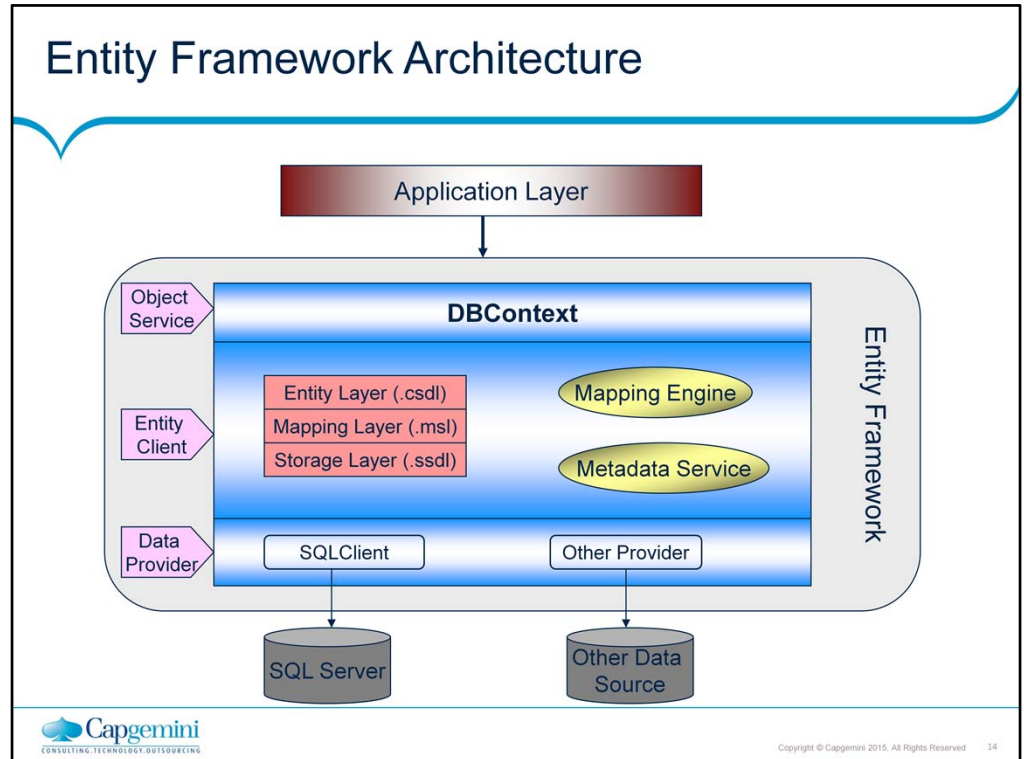 Entity Framework Architecture
Application Layer
Object
Service
DBContext
Entity
Client
Entity Layer (.csdl)
Mapping Layer (.msl)
Storage Layer (.ssdl)
Mapping Engine
Metadata Service
Entity Framework
Data
Provider
SQLClient
Other Provider
SQL Server
Other Data
Source
Capgemini
CONSULTING.TECHNOLOGY.OUTSOURCING
Copyright © Capgemini 2015. All Rights Reserved 14